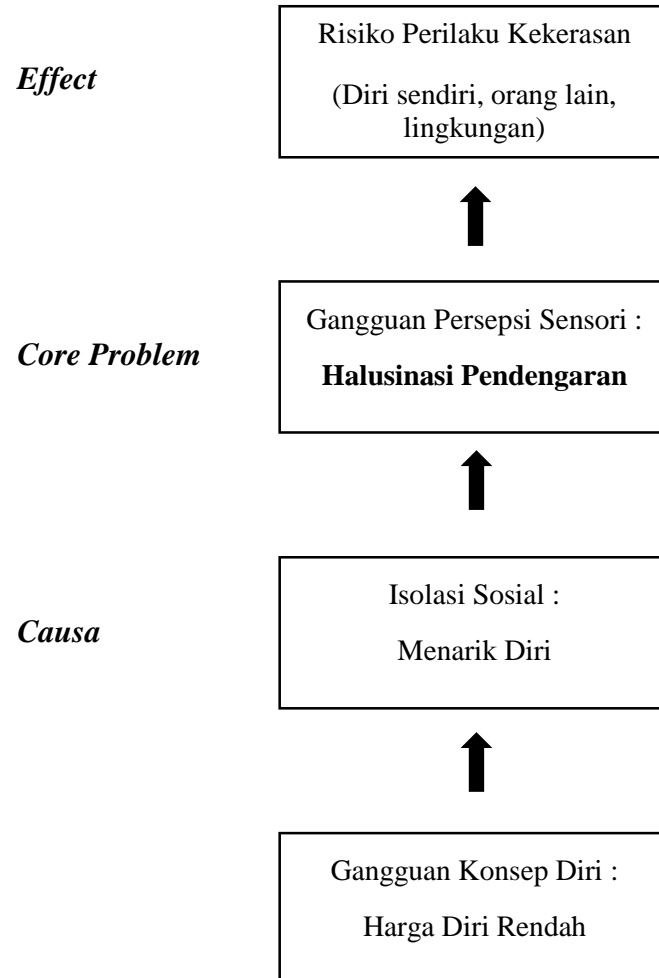 Effect
Risiko Perilaku Kekerasan
(Diri sendiri, orang lain,
lingkungan)
Core Problem
Gangguan Persepsi Sensori :
Halusinasi Pendengaran
Causa
Isolasi Sosial :
Menarik Diri
Gangguan Konsep Diri :
Harga Diri Rendah